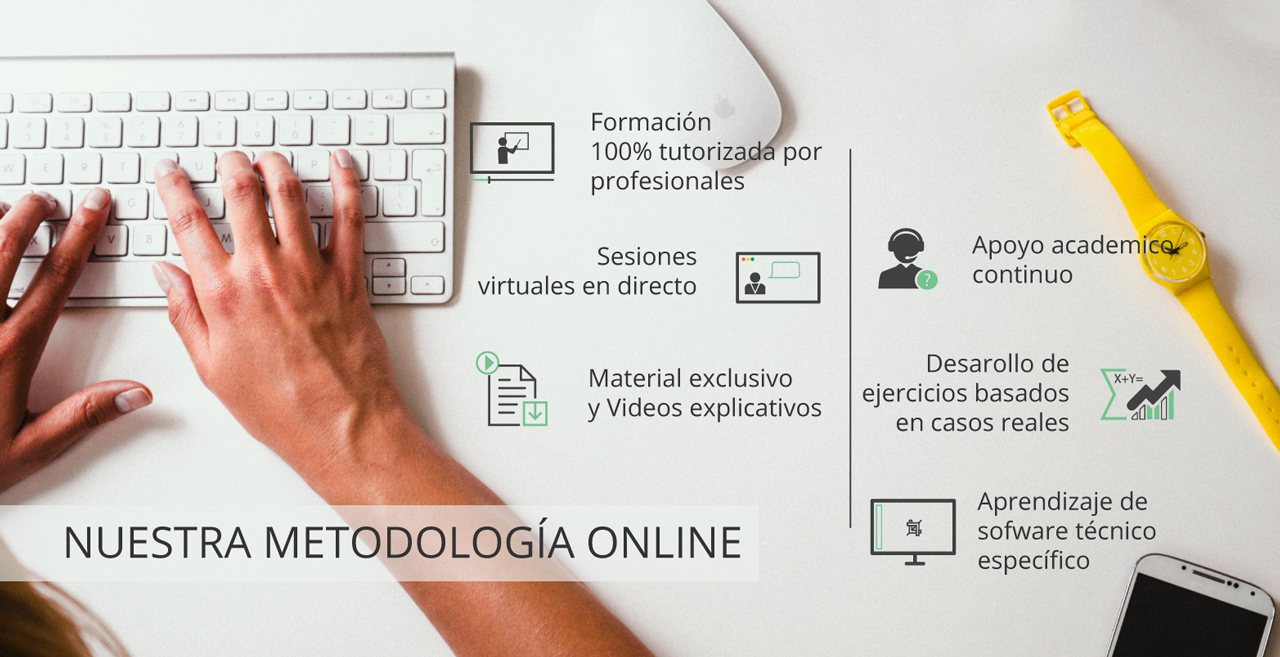 Formación
100% tutorizada por
profesionales
Sesiones
virtuales en directo
Material exclusivo
y Videos explicativos
Apoyo academico
continuo
?
Desarollo de
ejercicios basados
en casos reales
X+Y=
Aprendizaje de
sofware técnico
específico
NUESTRA METODOLOGÍA ONLINE